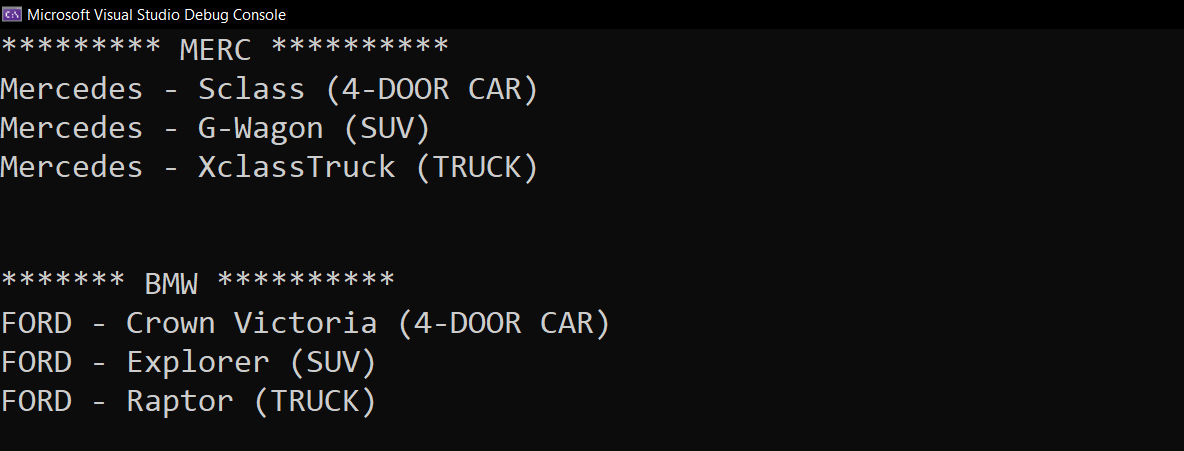 Microsoft Visual Studio Debug Console
********* MERC **********
Mercedes - Sclass (4-DOOR CAR)
Mercedes - G-Wagon (SUV)
Mercedes - XclassTruck (TRUCK)
******* BMW **********
FORD - Crown Victoria (4-DOOR CAR)
FORD - Explorer (SUV)
FORD - Raptor (TRUCK)